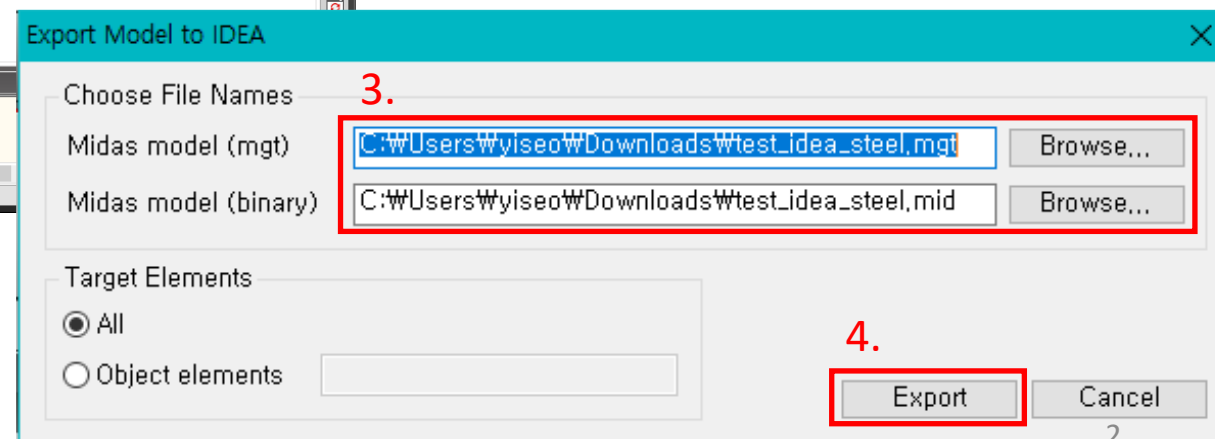 Export Model to IDEA
Choose File Names
3.
Midas model (mgt)
C:₩Users₩yiseo₩Downloads₩test_idea_steel,mgt
Browse,,,
Midas model (binary)
C:₩Users₩yiseo₩Downloads₩test_idea_steel,mid
Browse,,,
Target Elements
All
Object elements
4.
Export
Cancel
2